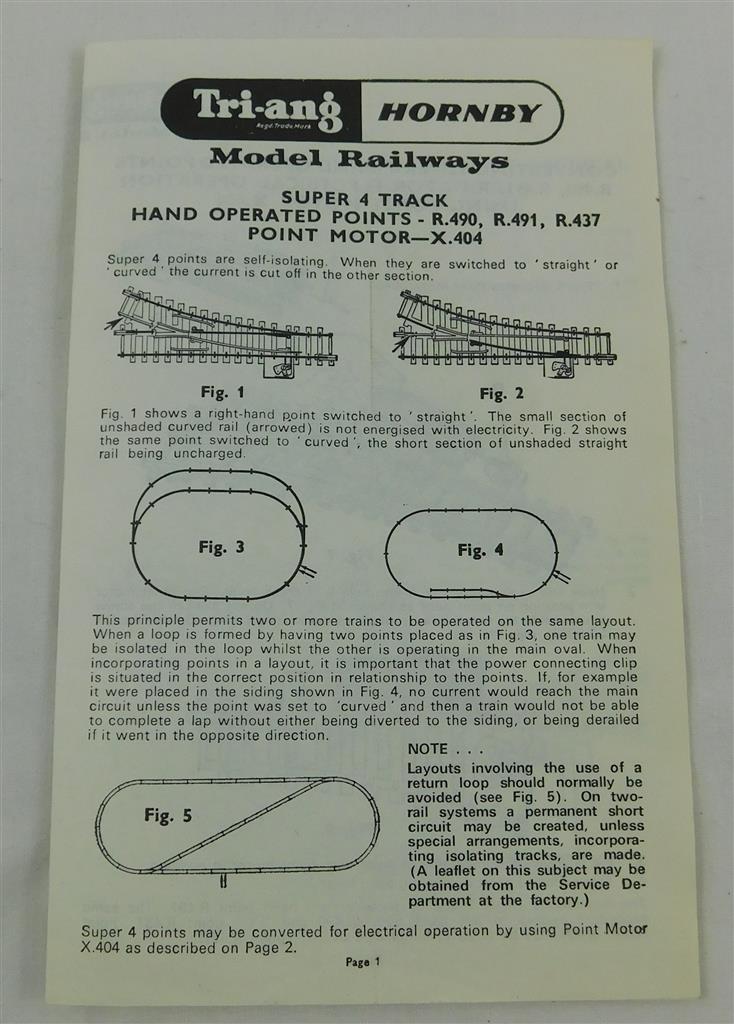 Tri-ang
Regd. Trade Mark
HORNBY
Model Railways
SUPER 4 TRACK
HAND OPERATED POINTS - R.490, R.491, R.437
POINT MOTOR—X.404
Super 4 points are self-isolating. When they are switched to ' straight ' or
' curved ' the current is cut off in the other section.
Fig. 1
Fig. 2
Fig. 1 shows a right-hand point switched to ' straight '. The small section of
unshaded curved rail (arrowed) is not energised with electricity. Fig. 2 shows
the same point switched to ' curved ', the short section of unshaded straight
rail being uncharged.
Fig. 3
Fig. 4
This principle permits two or more trains to be operated on the same layout.
When a loop is formed by having two points placed as in Fig. 3, one train may
be isolated in the loop whilst the other is operating in the main oval. When
incorporating points in a layout, it is important that the power connecting clip
is situated in the correct position in relationship to the points. If, for example
it were placed in the siding shown in Fig. 4, no current would reach the main
circuit unless the point was set to 'curved ' and then a train would not be able
to complete a lap without either being diverted to the siding, or being derailed
if it went in the opposite direction.
Fig. 5
NOTE . . .
Layouts involving the use of a
return loop should normally be
avoided (see Fig. 5). On two-
rail systems a permanent short
circuit may be created, unless
special arrangements, incorpora-
ting isolating tracks, are made.
(A leaflet on this subject may be
obtained from the Service De-
partment at the factory.)
Super 4 points may be converted for electrical operation by using Point Motor
X.404 as described on Page 2.
Page 1